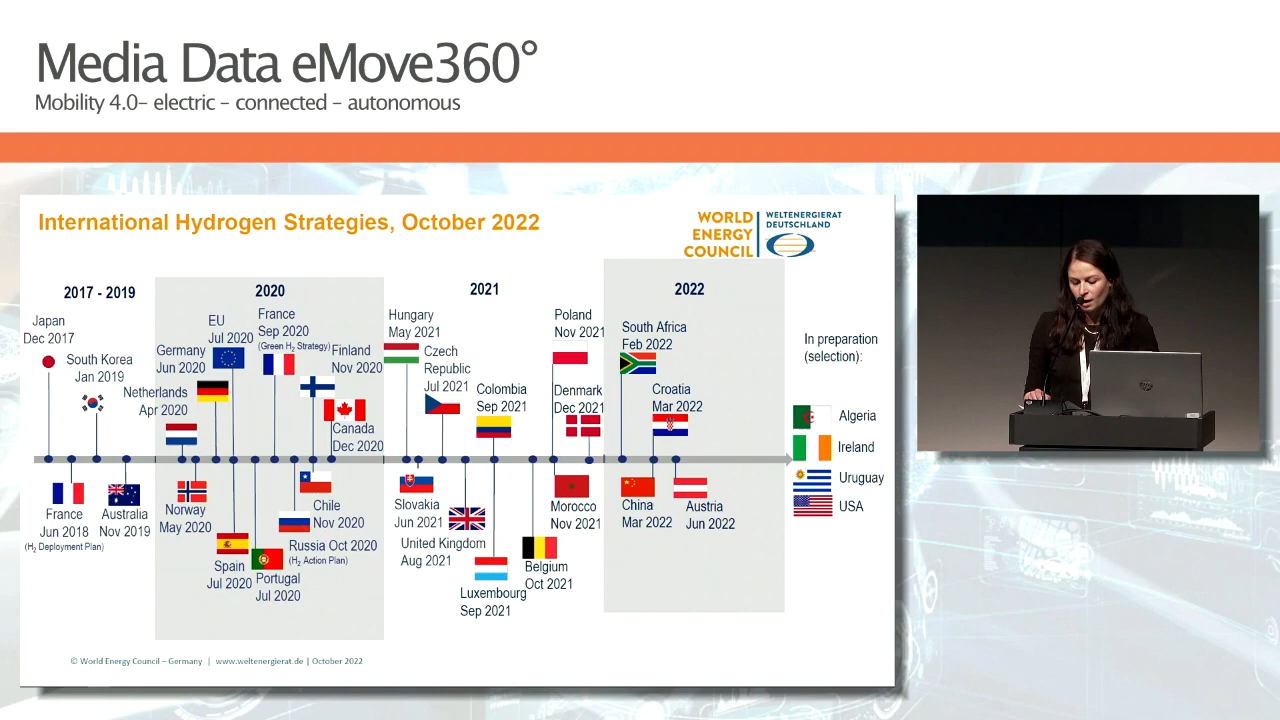 Media Data eMove360°
Mobility 4.0– electric – connected – autonomous
International Hydrogen Strategies, October 2022
WORLD
ENERGY
COUNCIL
WELTENERGIERAT
DEUTSCHLAND
2017 - 2019
2020
2021
2022
Japan
Dec 2017
South Korea
Jan 2019
Netherlands
Apr 2020
Germany
Jun 2020
EU
Jul 2020
France
Sep 2020
(Green H2 Strategy)
Finland
Nov 2020
Canada
Dec 2020
Hungary
May 2021
Czech
Republic
Jul 2021
Colombia
Sep 2021
Poland
Nov 2021
Denmark
Dec 2021
South Africa
Feb 2022
Croatia
Mar 2022
In preparation
(selection):
Algeria
Ireland
Uruguay
USA
France
Jun 2018
(H2 Deployment Plan)
Australia
Nov 2019
Norway
May 2020
Spain
Jul 2020
Portugal
Jul 2020
Russia Oct 2020
(H2 Action Plan)
Chile
Nov 2020
Slovakia
Jun 2021
United Kingdom
Aug 2021
Luxembourg
Sep 2021
Belgium
Oct 2021
Morocco
Nov 2021
China
Mar 2022
Austria
Jun 2022
© World Energy Council – Germany | www.weltenergierat.de | October 2022